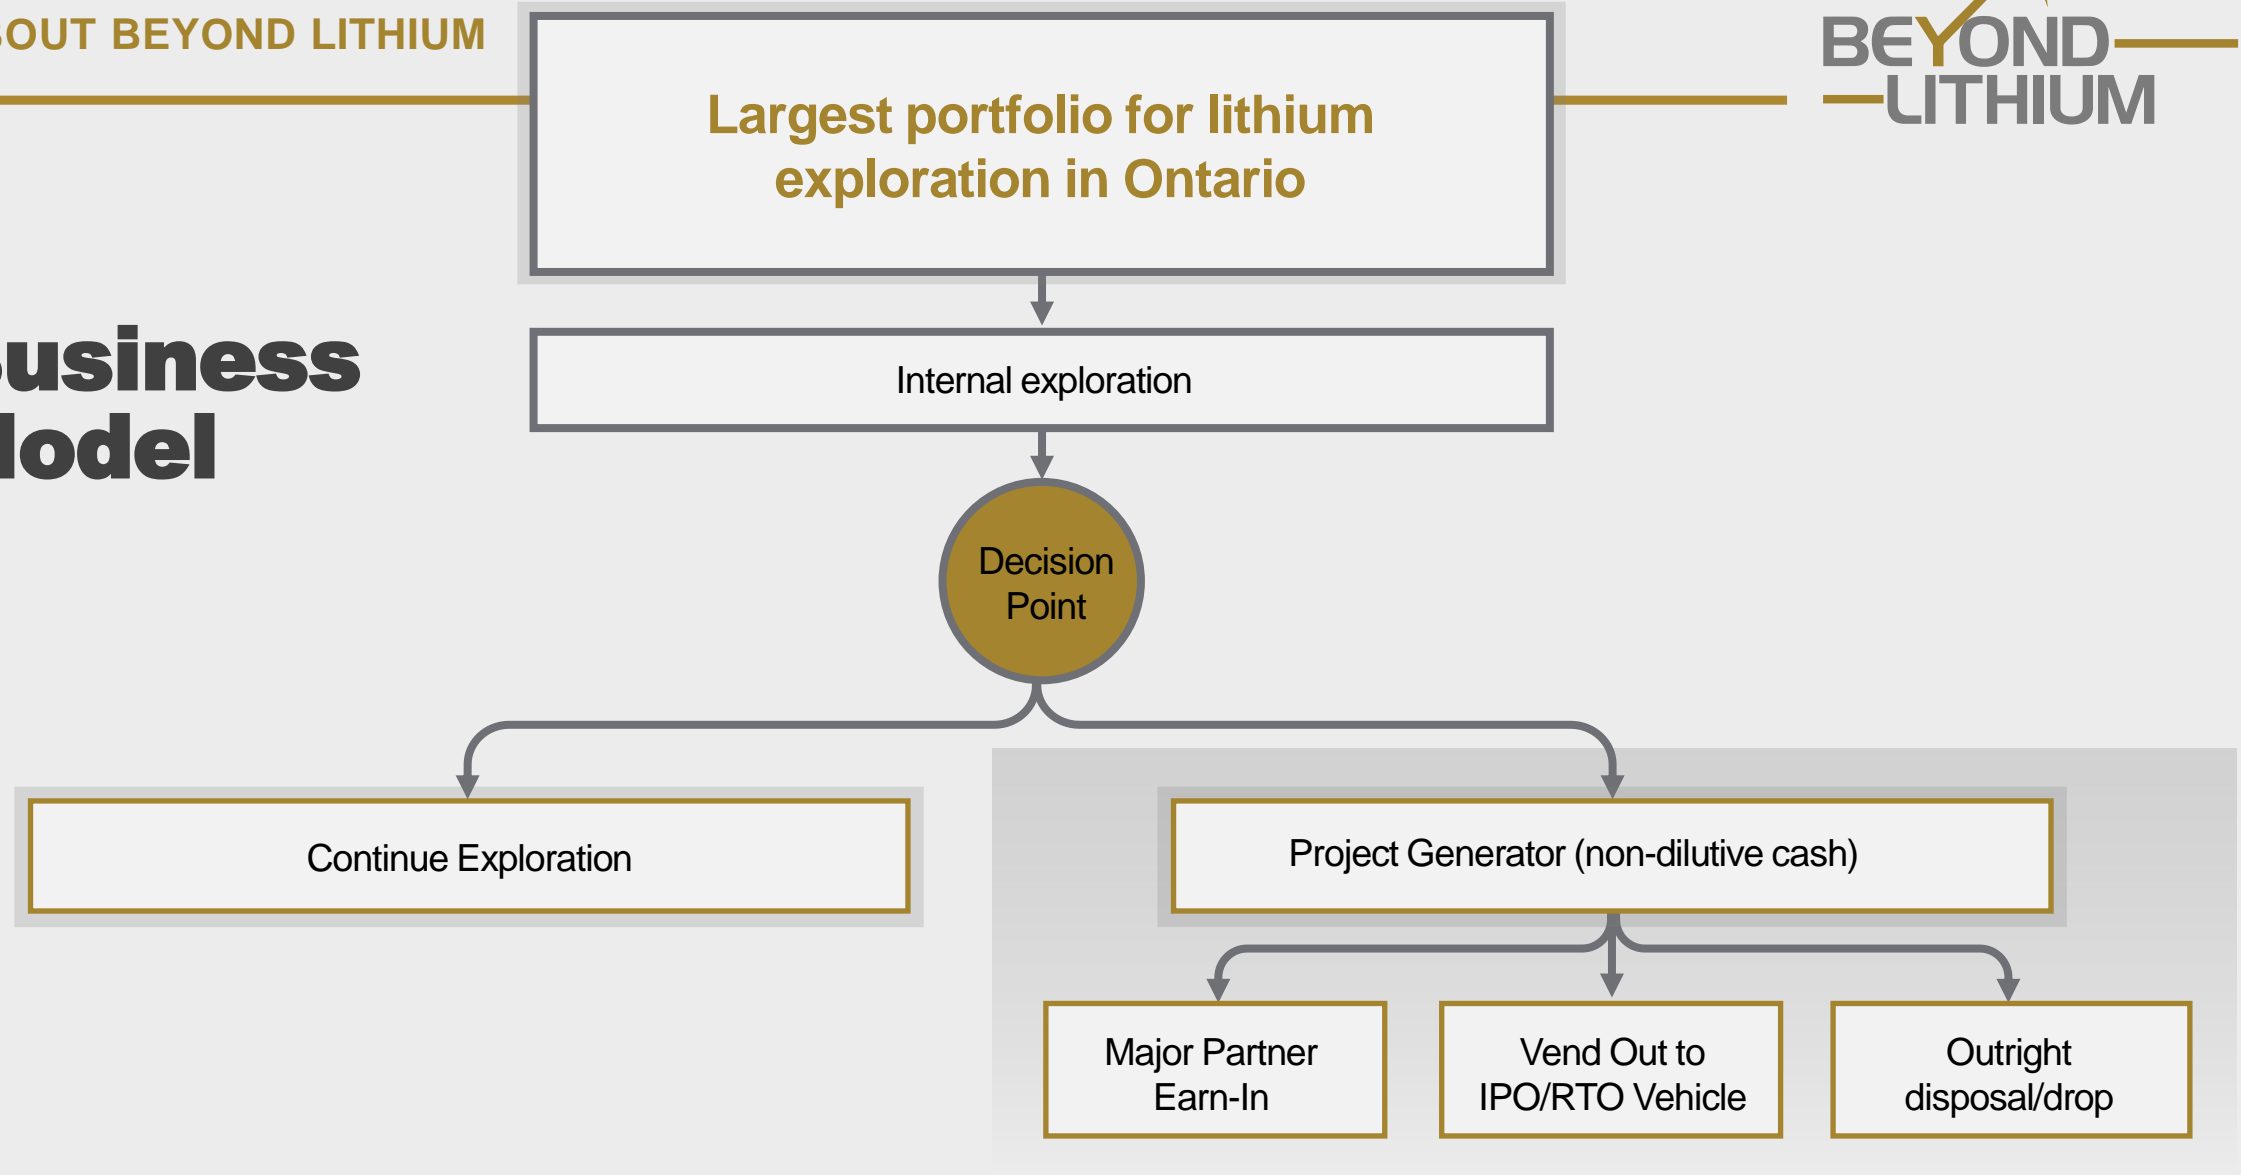 BOUT BEYOND LITHIUM
BEYOND
LITHIUM
Largest portfolio for lithium
exploration in Ontario
usiness
odel
Internal exploration
Decision
Point
Continue Exploration
Project Generator (non-dilutive cash)
Major Partner
Earn-In
Vend Out to
IPO/RTO Vehicle
Outright
disposal/drop